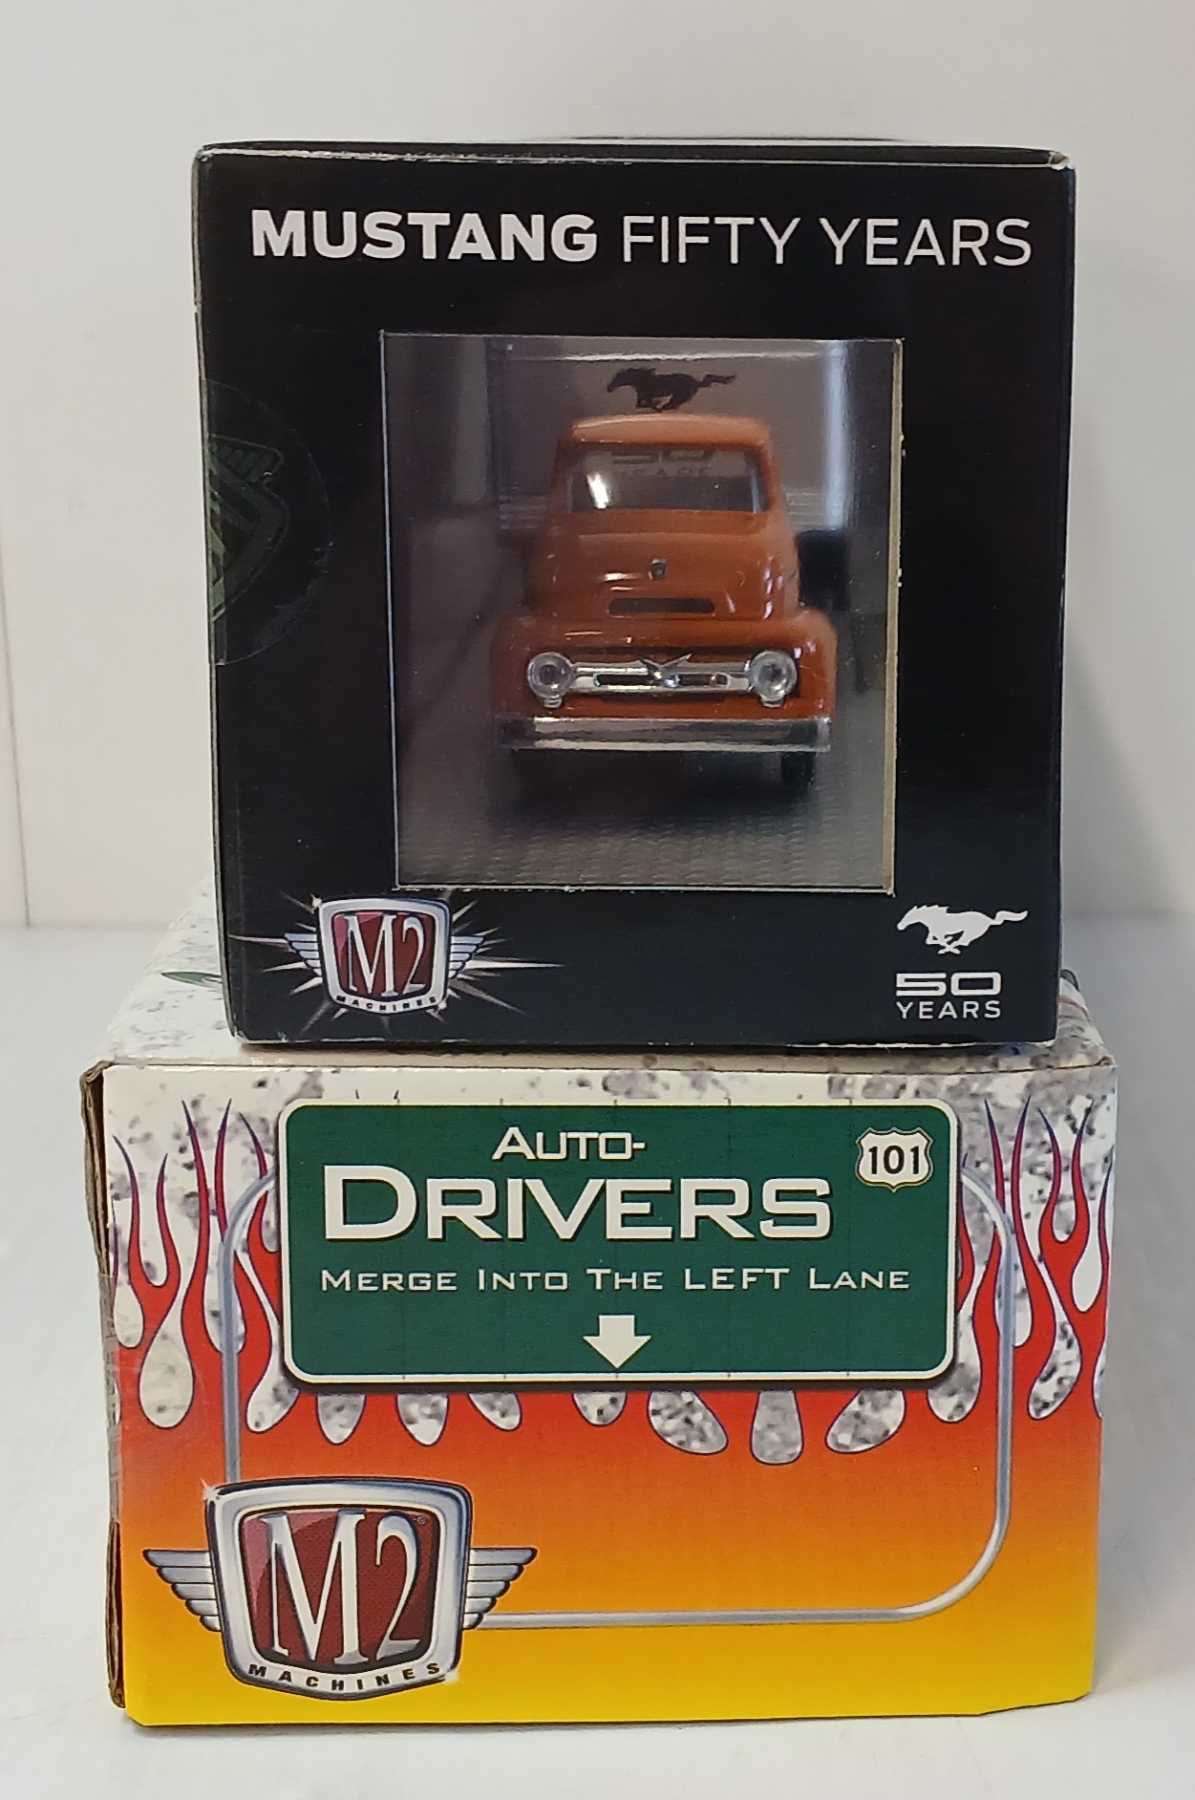 MUSTANG FIFTY YEARS
M2
MACHINES
50
YEARS
AUTO-
DRIVERS
101
MERGE INTO THE LEFT LANE
M2
MACHINES